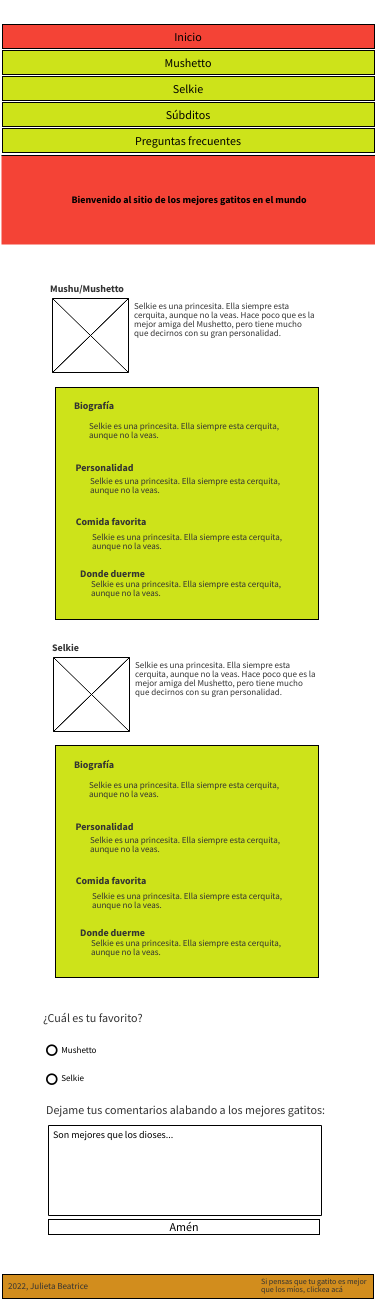 Inicio
Mushetto
Selkie
Súbditos
Preguntas frecuentes
Bienvenido al sitio de los mejores gatitos en el mundo
Mushu/Mushetto
Selkie es una princesita. Ella siempre esta
cerquita, aunque no la veas. Hace poco que es la
mejor amiga del Mushetto, pero tiene mucho
que decirnos con su gran personalidad.
Biografía
Selkie es una princesita. Ella siempre esta cerquita,
aunque no la veas.
Personalidad
Selkie es una princesita. Ella siempre esta cerquita,
aunque no la veas.
Comida favorita
Selkie es una princesita. Ella siempre esta cerquita,
aunque no la veas.
Donde duerme
Selkie es una princesita. Ella siempre esta cerquita,
aunque no la veas.
Selkie
Selkie es una princesita. Ella siempre esta
cerquita, aunque no la veas. Hace poco que es la
mejor amiga del Mushetto, pero tiene mucho
que decirnos con su gran personalidad.
Biografía
Selkie es una princesita. Ella siempre esta cerquita,
aunque no la veas.
Personalidad
Selkie es una princesita. Ella siempre esta cerquita,
aunque no la veas.
Comida favorita
Selkie es una princesita. Ella siempre esta cerquita,
aunque no la veas.
Donde duerme
Selkie es una princesita. Ella siempre esta cerquita,
aunque no la veas.
¿Cuál es tu favorito?
Mushetto
Selkie
Dejame tus comentarios alabando a los mejores gatitos:
Son mejores que los dioses...
Amén
2022, Julieta Beatrice
Si pensas que tu gatito es mejor
que los míos, clickea acá